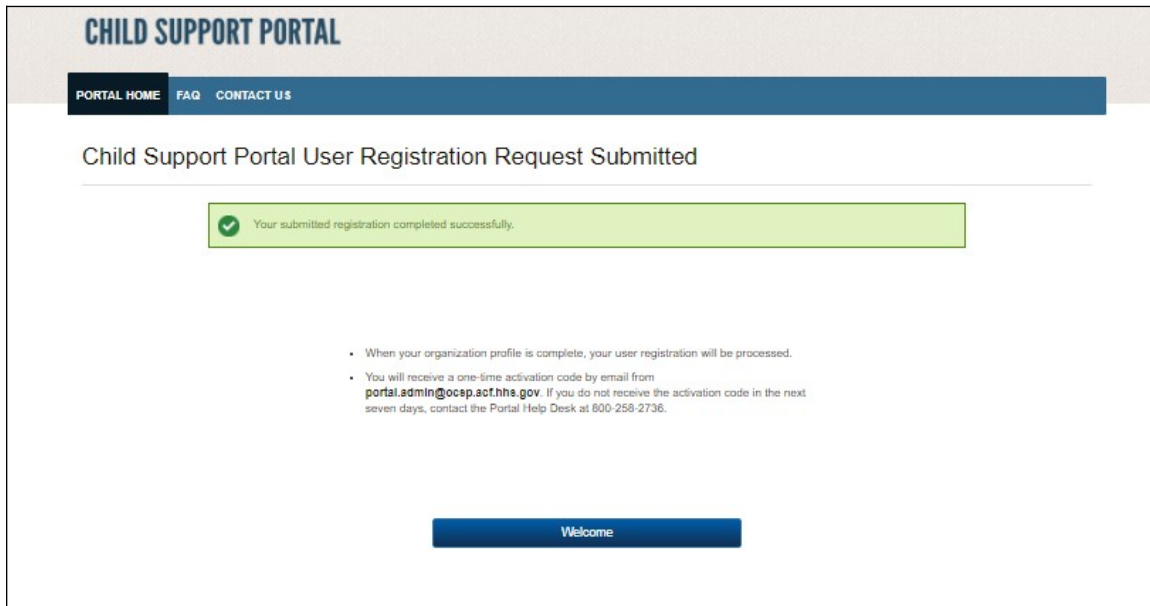 CHILD SUPPORT PORTAL
PORTAL HOME FAQ CONTACT US
Child Support Portal User Registration Request Submitted
Your submitted registration completed successfully.
• When your organization profile is complete, your user registration will be processed.
• You will receive a one-time activation code by email from
portal.admin@ocsp.acf.hhs.gov. If you do not receive the activation code in the next
seven days, contact the Portal Help Desk at 800-258-2736.
Welcome